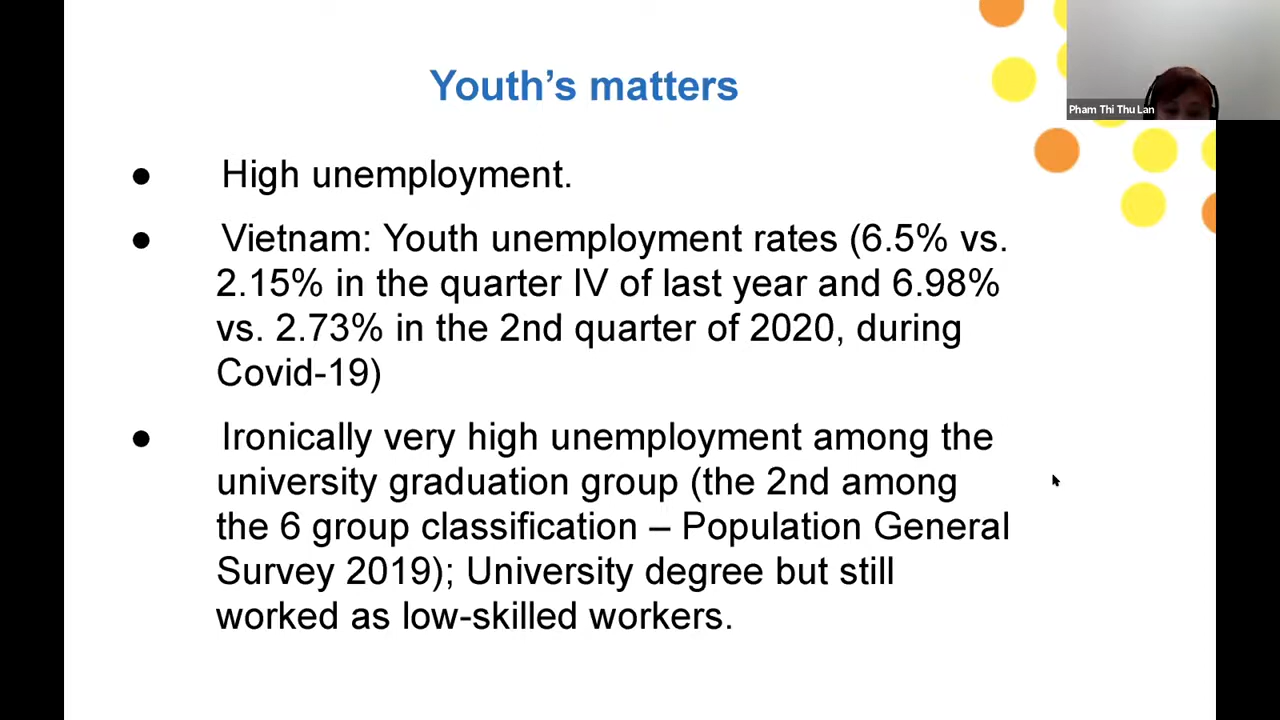 Youth’s matters
Pham Thi Thu Lan
● High unemployment.
● Vietnam: Youth unemployment rates (6.5% vs.
2.15% in the quarter IV of last year and 6.98%
vs. 2.73% in the 2nd quarter of 2020, during
Covid-19)
● Ironically very high unemployment among the
university graduation group (the 2nd among
the 6 group classification – Population General
Survey 2019); University degree but still
worked as low-skilled workers.